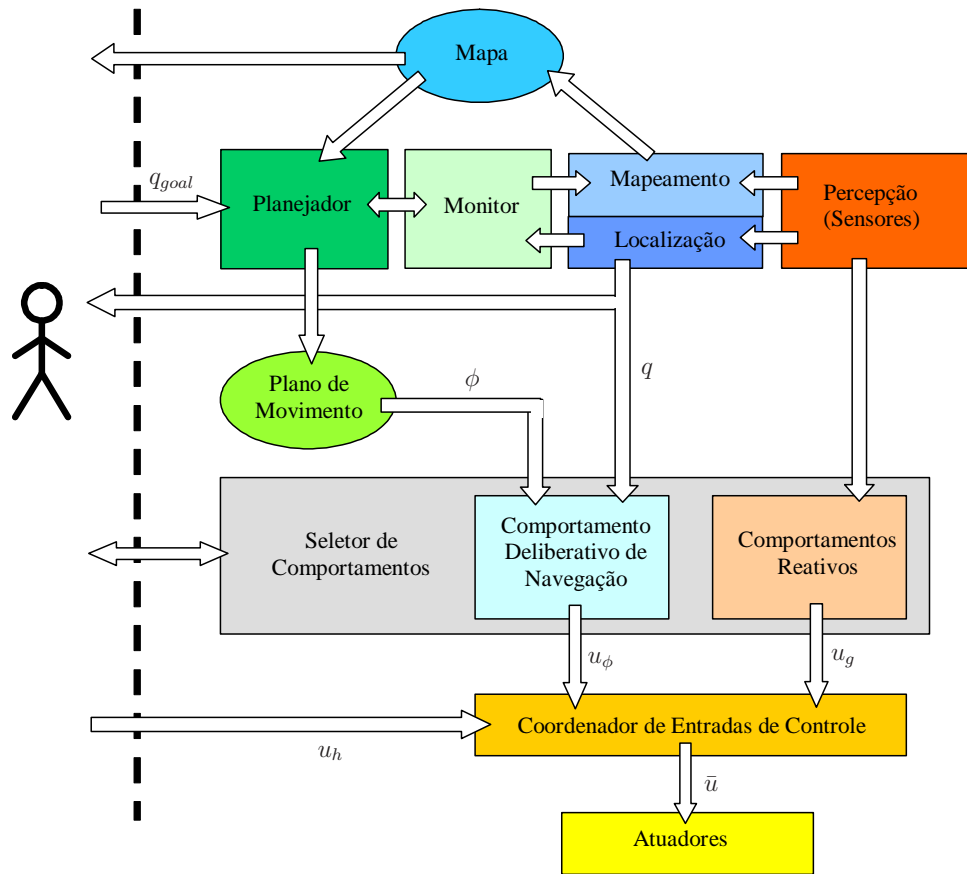 Mapa
q_goal
Planejador
Monitor
Mapeamento
Localização
Percepção
(Sensores)
Plano de
Movimento
ϕ
q
Seletor de
Comportamentos
Comportamento
Deliberativo de
Navegação
Comportamentos
Reativos
u_ϕ
u_g
u_h
Coordenador de Entradas de Controle
ū
Atuadores